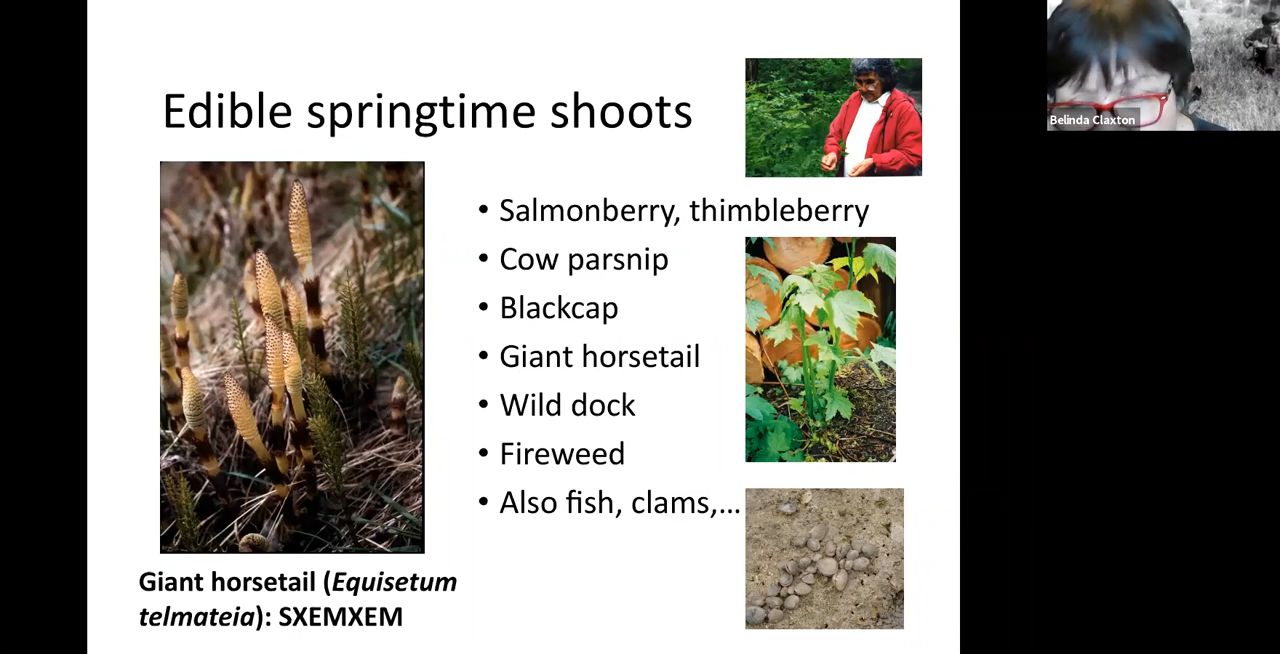 Edible springtime shoots
• Salmonberry, thimbleberry
• Cow parsnip
• Blackcap
• Giant horsetail
• Wild dock
• Fireweed
• Also fish, clams,...
Giant horsetail (Equisetum
telmateia): SXEMXEM
Belinda Claxton